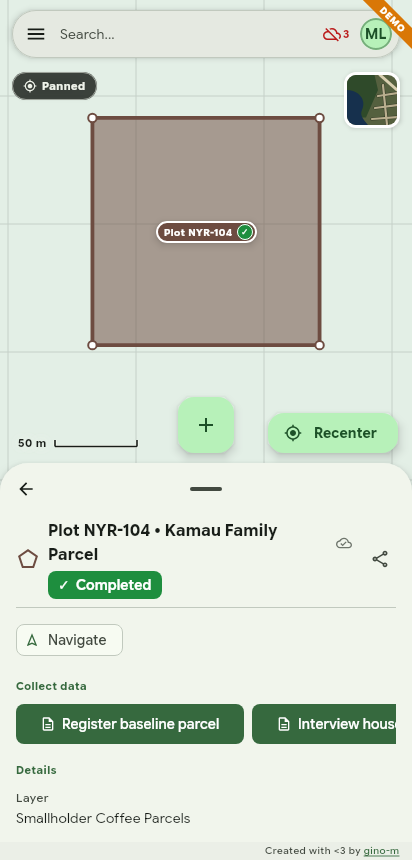 DEMO
Search...
3
ML
Panned
Plot NYR-104 ✓
50 m
+
Recenter
Plot NYR-104 • Kamau Family
Parcel
✓ Completed
Navigate
Collect data
Register baseline parcel
Interview house
Details
Layer
Smallholder Coffee Parcels
Created with <3 by gino-m